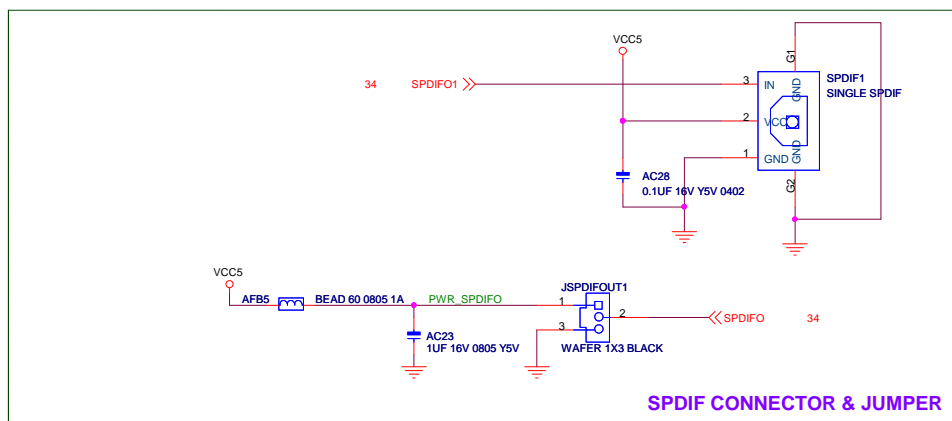 VCC5
34 SPDIFO1
3 IN
2 VCC
1 GND
G1
GND
GND
G2
SPDIF1
SINGLE SPDIF
AC28
0.1UF 16V Y5V 0402
VCC5
AFB5
BEAD 60 0805 1A
PWR_SPDIFO
AC23
1UF 16V 0805 Y5V
JSPDIFOUT1
1
2
3
WAFER 1X3 BLACK
SPDIFO 34
SPDIF CONNECTOR & JUMPER